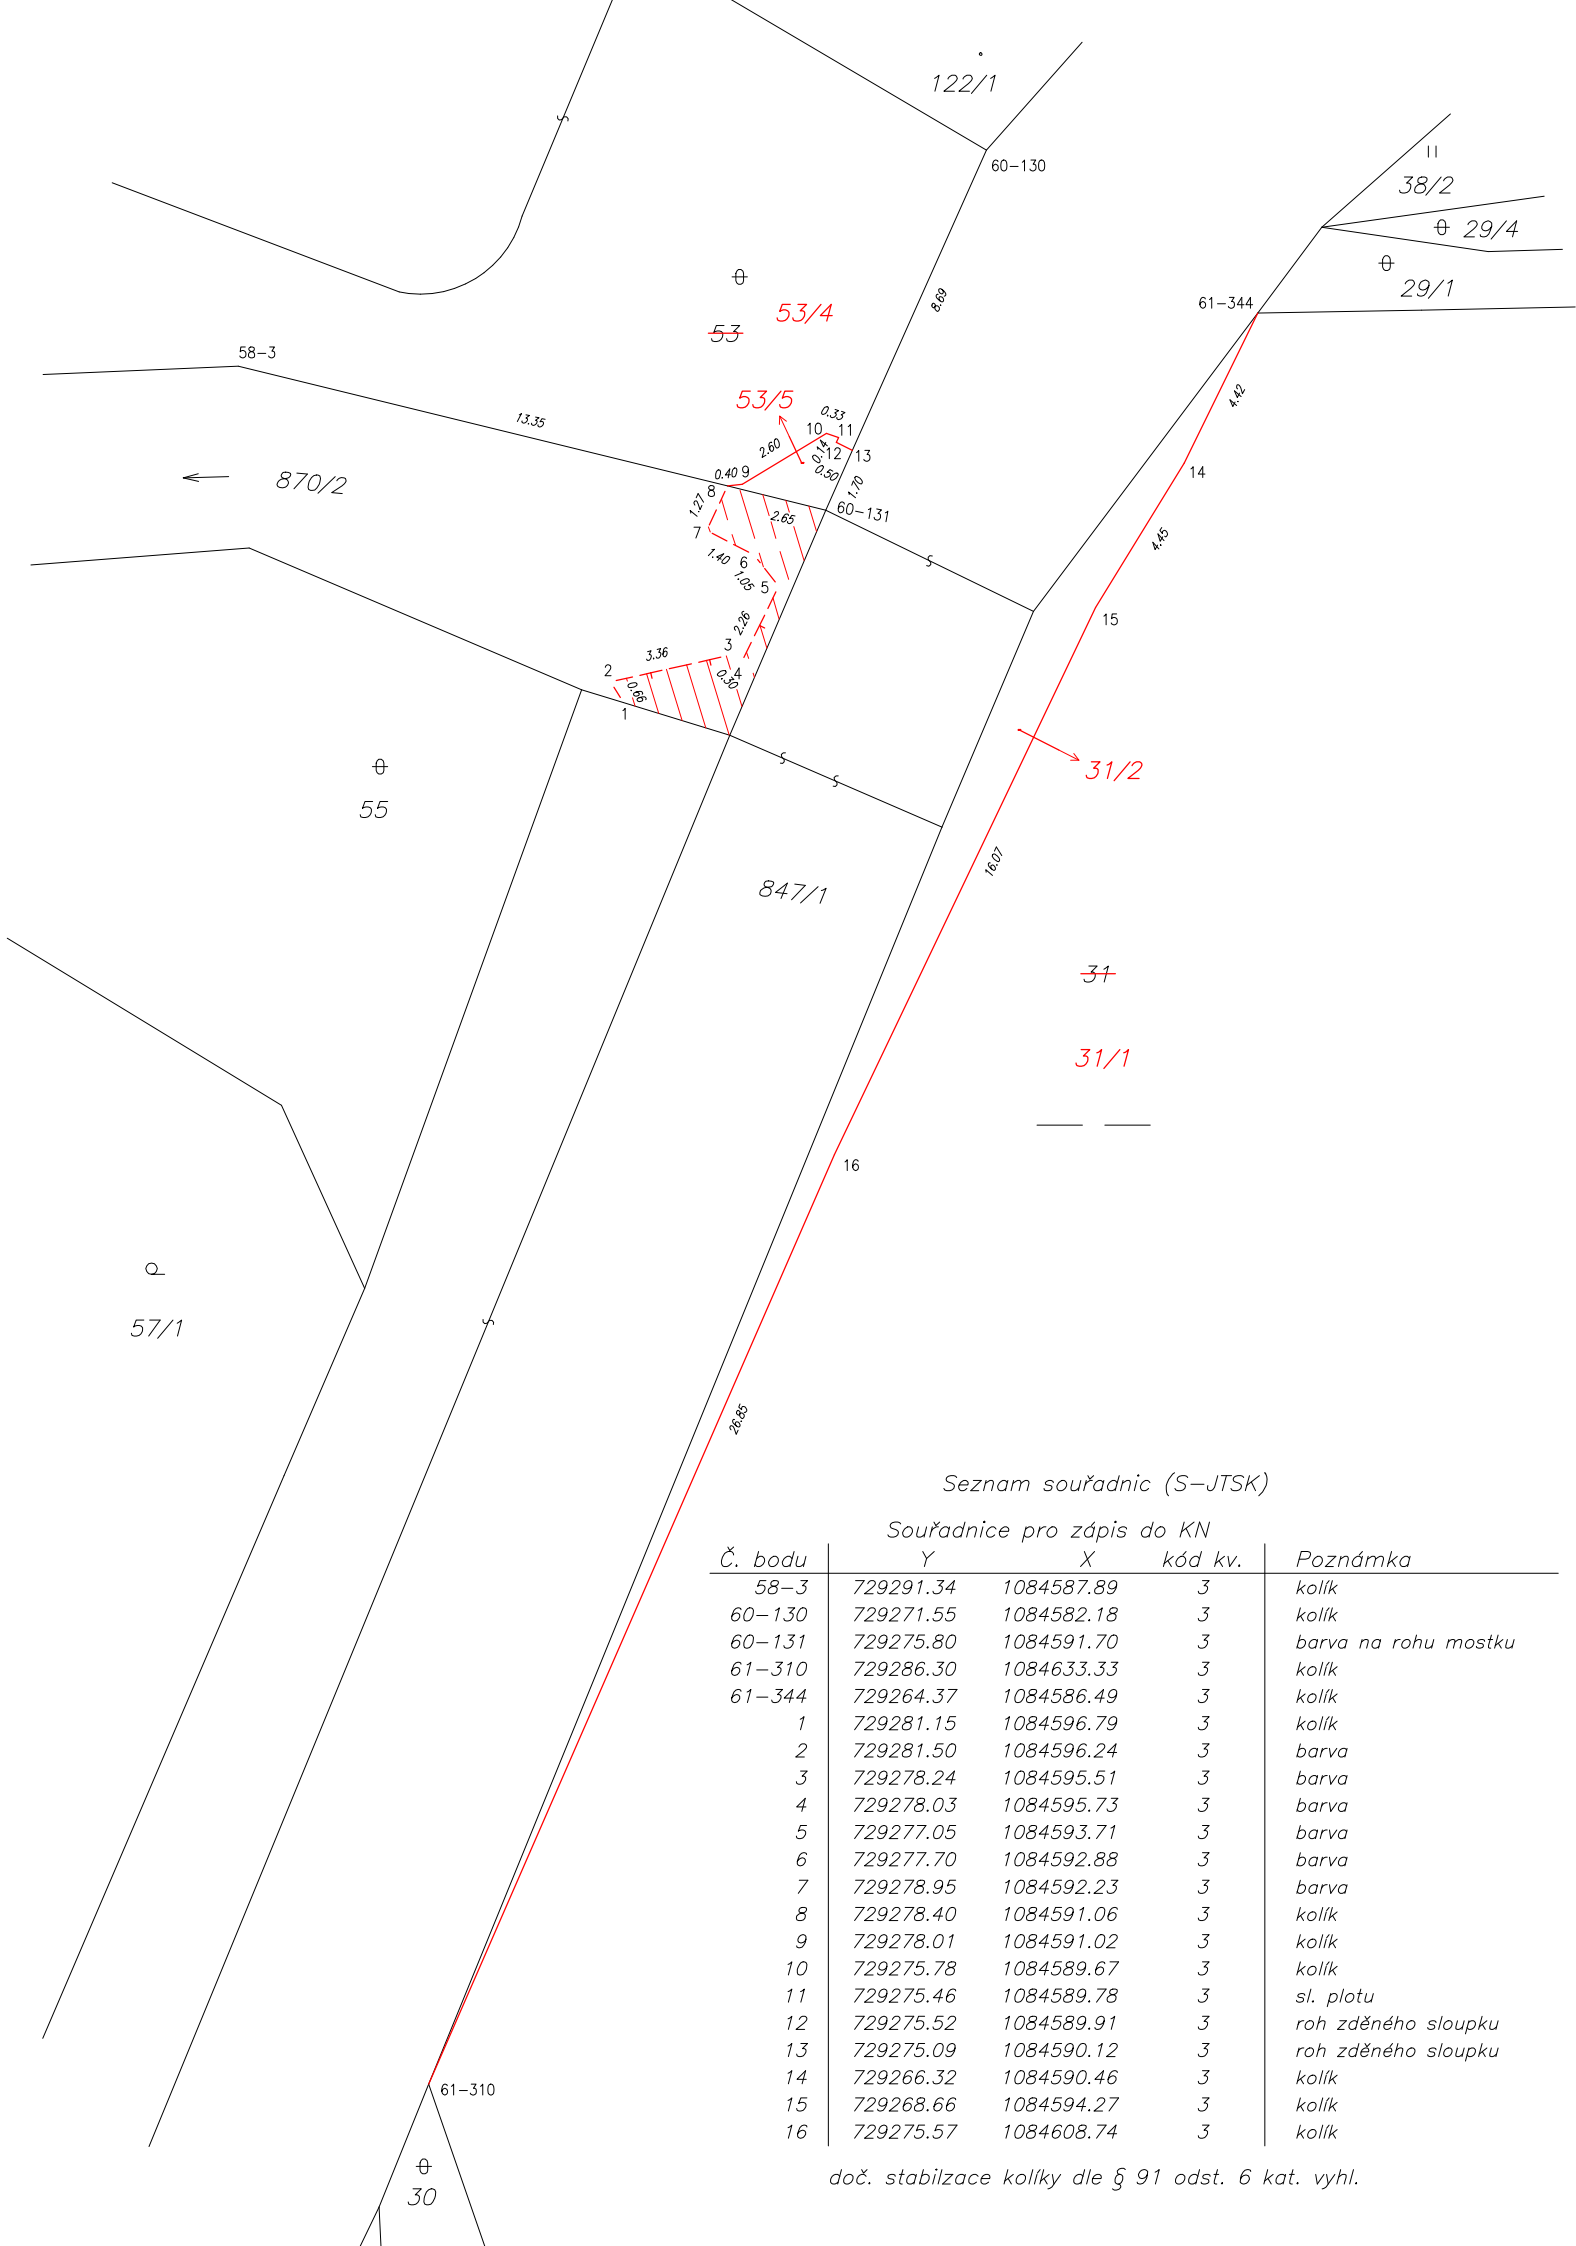 122/1
60-130
38/2
29/4
29/1
61-344
8.69
53/4
53
58-3
4.42
53/5
0.33
13.35
10
11
2.60
0.14
12
13
0.40
9
0.50
14
870/2
8
1.70
1.27
60-131
2.65
7
4.45
1.40
6
1.05
5
15
2.26
3
3.36
2
4
0.30
0.66
1
31/2
55
16.07
847/1
31
31/1
16
57/1
26.85
Seznam souřadnic (S-JTSK)
Souřadnice pro zápis do KN
Č. bodu Y X kód kv. Poznámka
58-3 729291.34 1084587.89 3 kolík
60-130 729271.55 1084582.18 3 kolík
60-131 729275.80 1084591.70 3 barva na rohu mostku
61-310 729286.30 1084633.33 3 kolík
61-344 729264.37 1084586.49 3 kolík
1 729281.15 1084596.79 3 kolík
2 729281.50 1084596.24 3 barva
3 729278.24 1084595.51 3 barva
4 729278.03 1084595.73 3 barva
5 729277.05 1084593.71 3 barva
6 729277.70 1084592.88 3 barva
7 729278.95 1084592.23 3 barva
8 729278.40 1084591.06 3 kolík
9 729278.01 1084591.02 3 kolík
10 729275.78 1084589.67 3 kolík
11 729275.46 1084589.78 3 sl. plotu
12 729275.52 1084589.91 3 roh zděného sloupku
13 729275.09 1084590.12 3 roh zděného sloupku
14 729266.32 1084590.46 3 kolík
15 729268.66 1084594.27 3 kolík
16 729275.57 1084608.74 3 kolík
61-310
30
doč. stabilzace kolíky dle § 91 odst. 6 kat. vyhl.